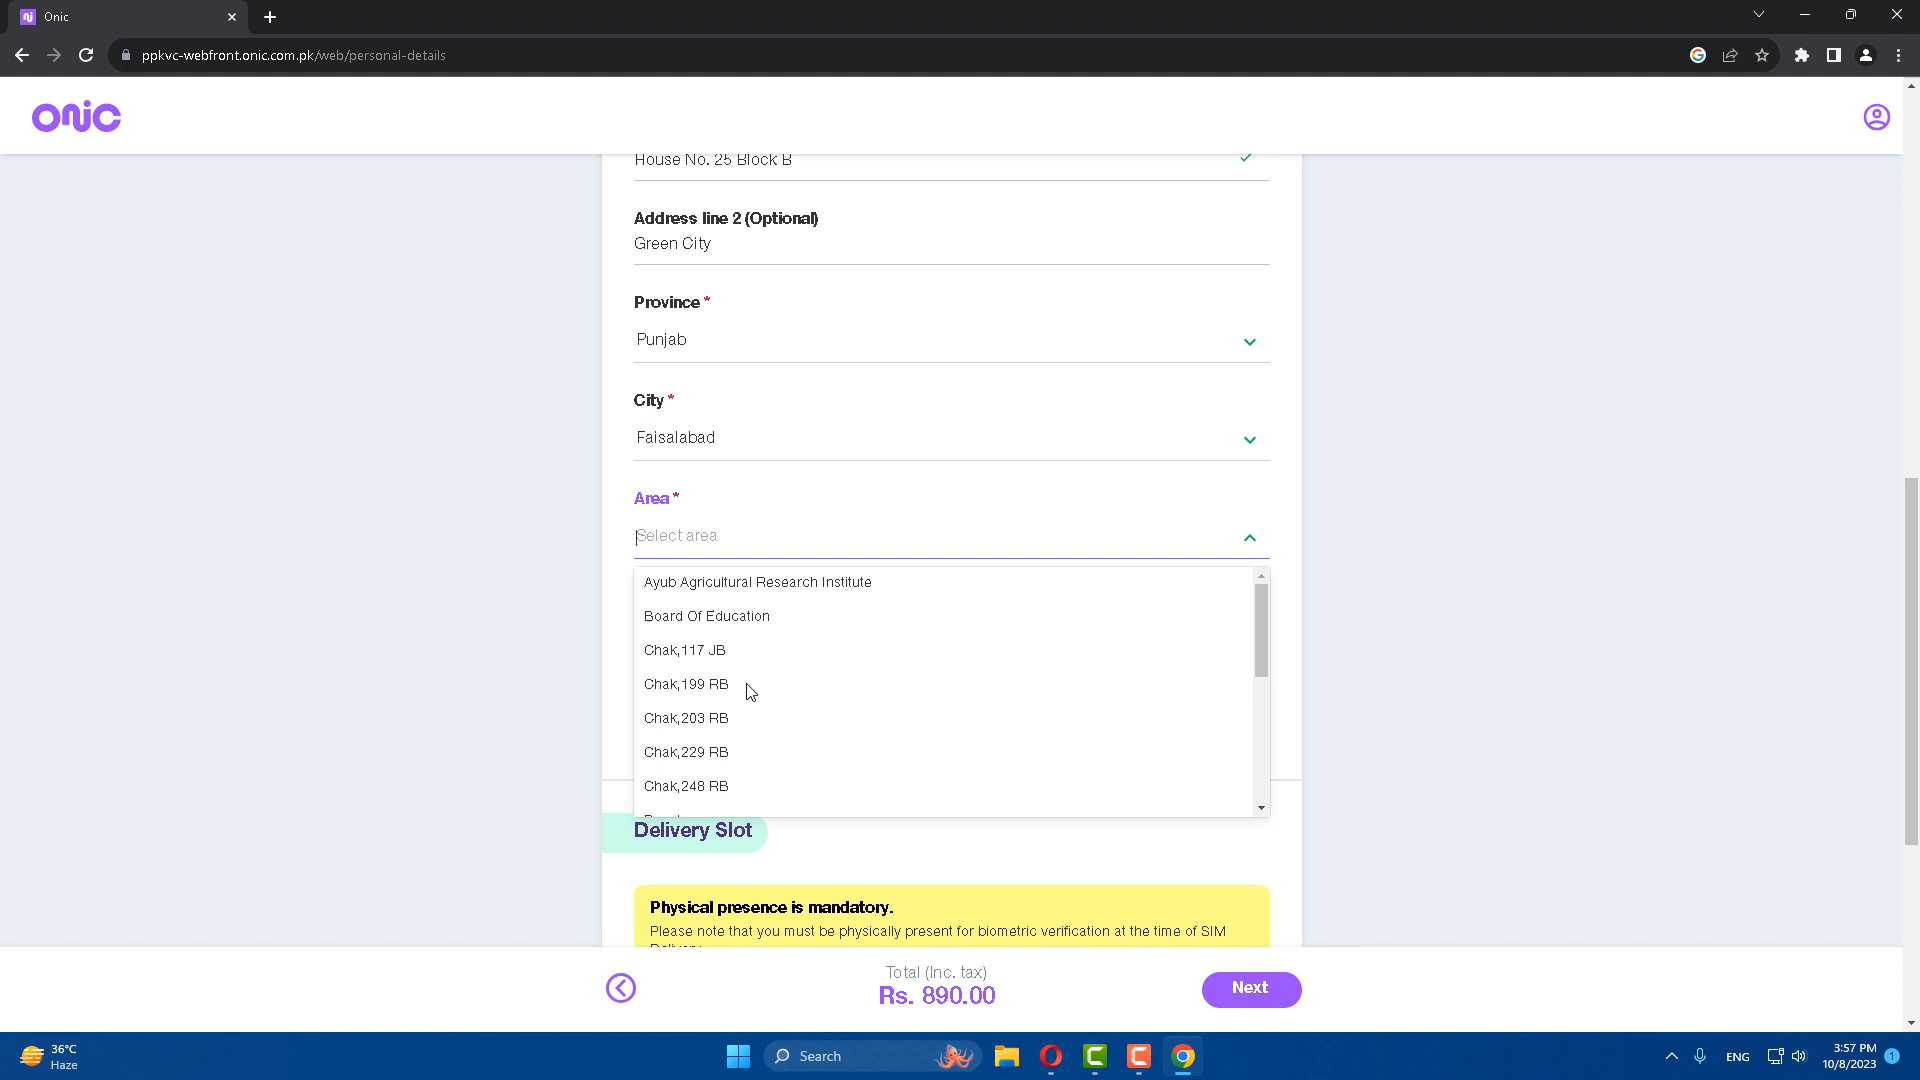 Onic
ppkvc-webfront.onic.com.pk/web/personal-details
onic
House No. 25 Block B
Address line 2 (Optional)
Green City
Province *
Punjab
City *
Faisalabad
Area *
Select area
Ayub Agricultural Research Institute
Board Of Education
Chak,117 JB
Chak,199 RB
Chak,203 RB
Chak,229 RB
Chak,248 RB
Delivery Slot
Physical presence is mandatory.
Please note that you must be physically present for biometric verification at the time of SIM
Total (Inc. tax)
Rs. 890.00
Next
36°C
Haze
Search
ENG
3:57 PM
10/8/2023
1